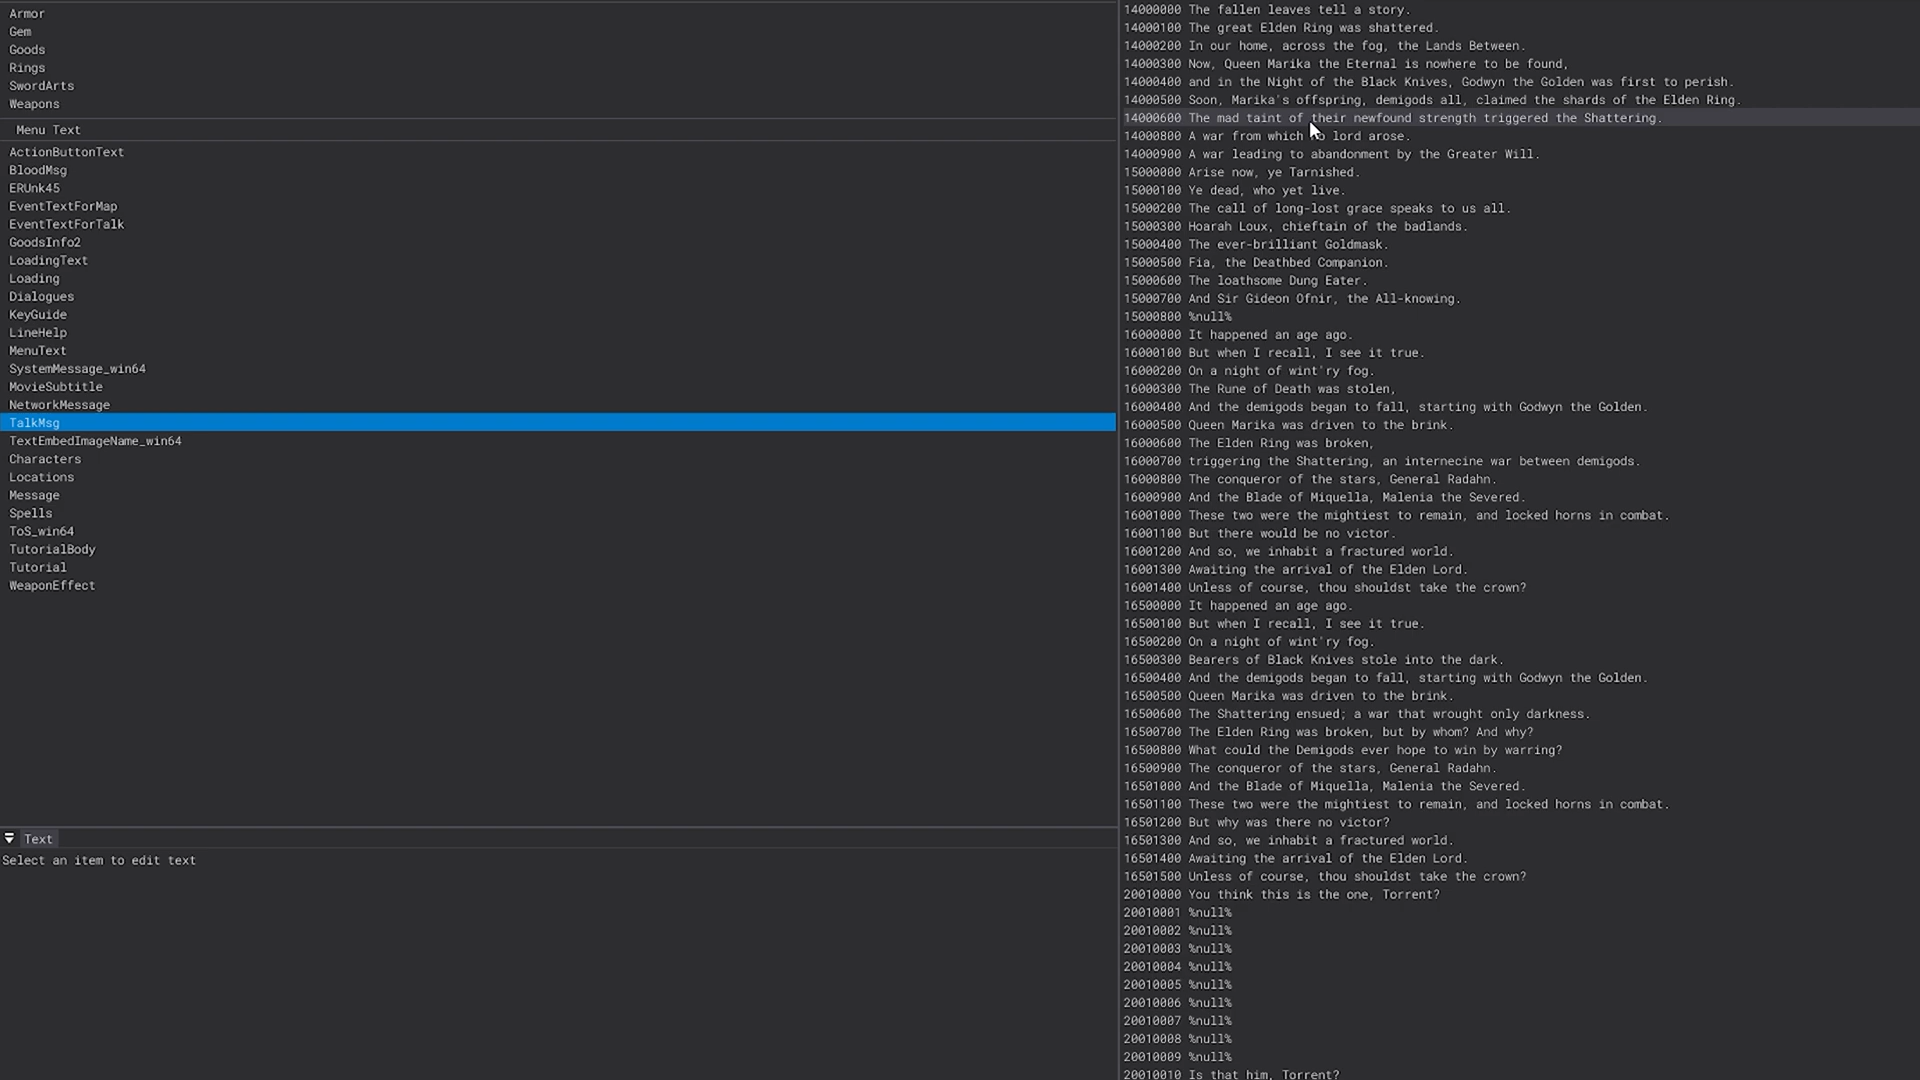 Armor
Gem
Goods
Rings
SwordArts
Weapons
Menu Text
ActionButtonText
BloodMsg
ERUnk45
EventTextForMap
EventTextForTalk
GoodsInfo2
LoadingText
Loading
Dialogues
KeyGuide
LineHelp
MenuText
SystemMessage_win64
MovieSubtitle
NetworkMessage
TalkMsg
TextEmbedImageName_win64
Characters
Locations
Message
Spells
ToS_win64
TutorialBody
Tutorial
WeaponEffect
Text
Select an item to edit text
14000000 The fallen leaves tell a story.
14000100 The great Elden Ring was shattered.
14000200 In our home, across the fog, the Lands Between.
14000300 Now, Queen Marika the Eternal is nowhere to be found,
14000400 and in the Night of the Black Knives, Godwyn the Golden was first to perish.
14000500 Soon, Marika's offspring, demigods all, claimed the shards of the Elden Ring.
14000600 The mad taint of their newfound strength triggered the Shattering.
14000800 A war from which no lord arose.
14000900 A war leading to abandonment by the Greater Will.
15000000 Arise now, ye Tarnished.
15000100 Ye dead, who yet live.
15000200 The call of long-lost grace speaks to us all.
15000300 Hoarah Loux, chieftain of the badlands.
15000400 The ever-brilliant Goldmask.
15000500 Fia, the Deathbed Companion.
15000600 The loathsome Dung Eater.
15000700 And Sir Gideon Ofnir, the All-knowing.
15000800 %null%
16000000 It happened an age ago.
16000100 But when I recall, I see it true.
16000200 On a night of wint'ry fog.
16000300 The Rune of Death was stolen,
16000400 And the demigods began to fall, starting with Godwyn the Golden.
16000500 Queen Marika was driven to the brink.
16000600 The Elden Ring was broken,
16000700 triggering the Shattering, an internecine war between demigods.
16000800 The conqueror of the stars, General Radahn.
16000900 And the Blade of Miquella, Malenia the Severed.
16001000 These two were the mightiest to remain, and locked horns in combat.
16001100 But there would be no victor.
16001200 And so, we inhabit a fractured world.
16001300 Awaiting the arrival of the Elden Lord.
16001400 Unless of course, thou shouldst take the crown?
16500000 It happened an age ago.
16500100 But when I recall, I see it true.
16500200 On a night of wint'ry fog.
16500300 Bearers of Black Knives stole into the dark.
16500400 And the demigods began to fall, starting with Godwyn the Golden.
16500500 Queen Marika was driven to the brink.
16500600 The Shattering ensued; a war that wrought only darkness.
16500700 The Elden Ring was broken, but by whom? And why?
16500800 What could the Demigods ever hope to win by warring?
16500900 The conqueror of the stars, General Radahn.
16501000 And the Blade of Miquella, Malenia the Severed.
16501100 These two were the mightiest to remain, and locked horns in combat.
16501200 But why was there no victor?
16501300 And so, we inhabit a fractured world.
16501400 Awaiting the arrival of the Elden Lord.
16501500 Unless of course, thou shouldst take the crown?
20010000 You think this is the one, Torrent?
20010001 %null%
20010002 %null%
20010003 %null%
20010004 %null%
20010005 %null%
20010006 %null%
20010007 %null%
20010008 %null%
20010009 %null%
20010010 Is that him, Torrent?